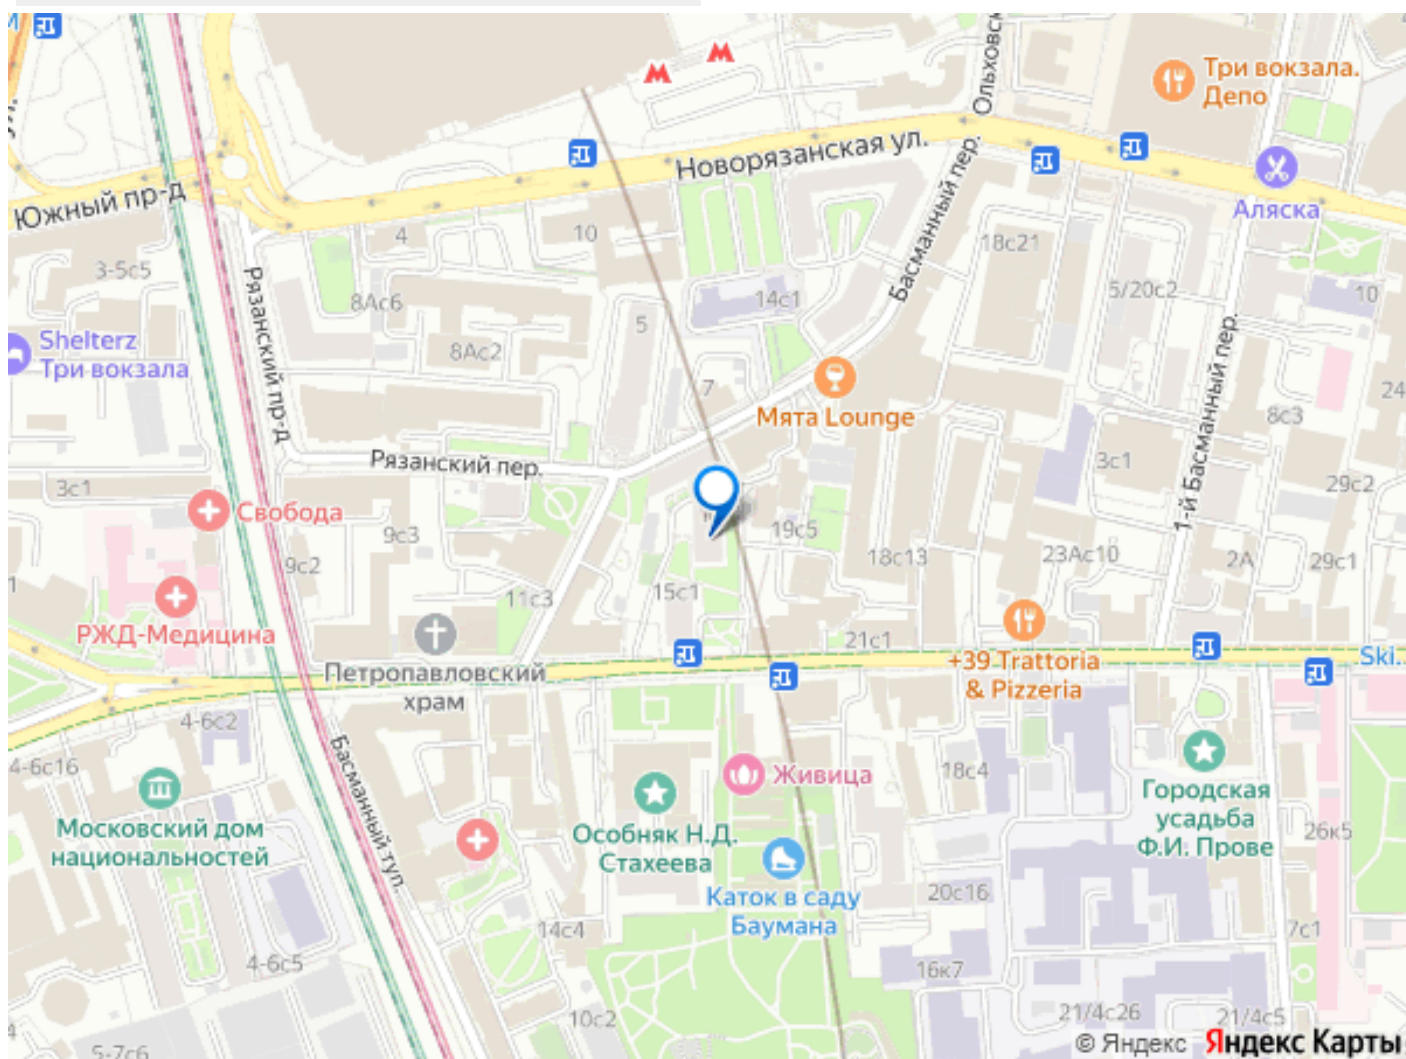 Три вокзала.
Депо
Ольховск
Новорязанская ул.
Южный пр-д
Аляска
Басманный пер.
4
10
18с21
3-5с5
Рязанский пр-д
8Ас6
14с1
5/20с2
10
5
Shelterz
Три вокзала
8Ас2
7
Мята Lounge
1-й Басманный пер.
24
8с3
Рязанский пер.
3с1
3с1
29с2
Свобода
9с3
19с5
18с13
23Ас10
2А
29с1
9с2
11с3
15с1
РЖД-Медицина
21с1
Петропавловский
храм
+39 Trattoria
& Pizzeria
Ski..
4-6с2
4-6с16
Басманный туп.
Живица
18с4
Городская
усадьба
Ф.И. Прове
Московский дом
национальностей
Особняк Н.Д.
Стахеева
26к5
Каток в саду
Баумана
20с16
14с4
7с1
4-6с5
16к7
10с2
21/4с26
21/4с5
5-7с6
© Яндекс Яндекс Карты